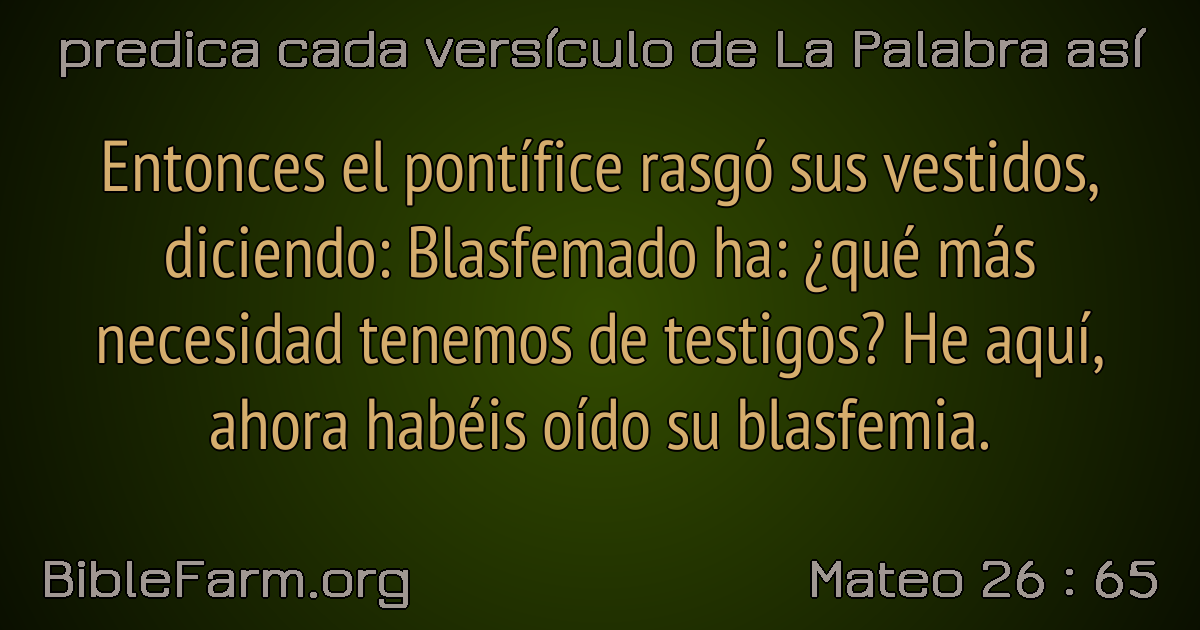 predica cada versículo de La Palabra así
Entonces el pontífice rasgó sus vestidos,
diciendo: Blasfemado ha: ¿qué más
necesidad tenemos de testigos? He aquí,
ahora habéis oído su blasfemia.
BibleFarm.org
Mateo 26 : 65